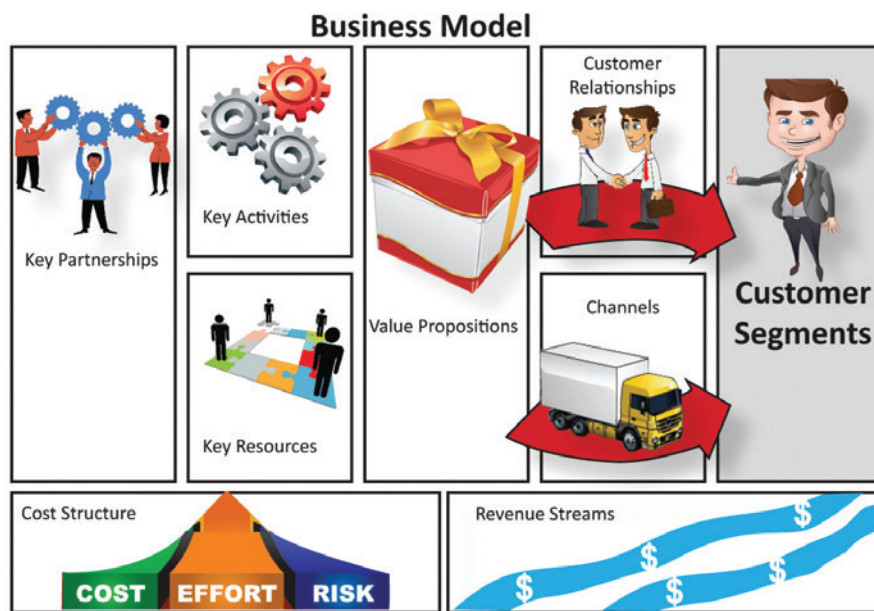 Business Model
Key Partnerships
Key Activities
Key Resources
Value Propositions
Customer
Relationships
Channels
Customer
Segments
Cost Structure
COST EFFORT RISK
Revenue Streams
$ $ $ $ $